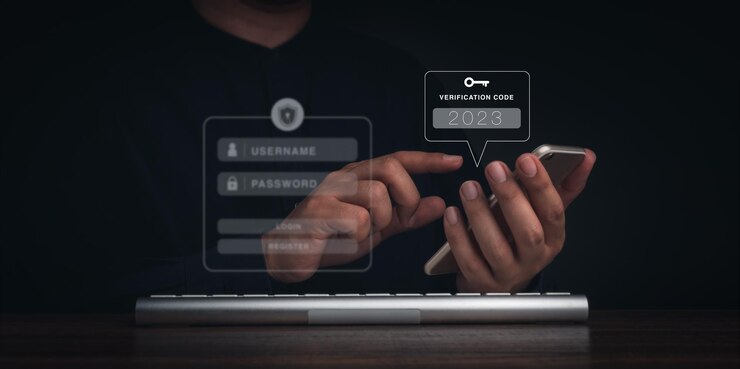 USERNAME
PASSWORD
LOGIN
REGISTER
VERIFICATION CODE
2023